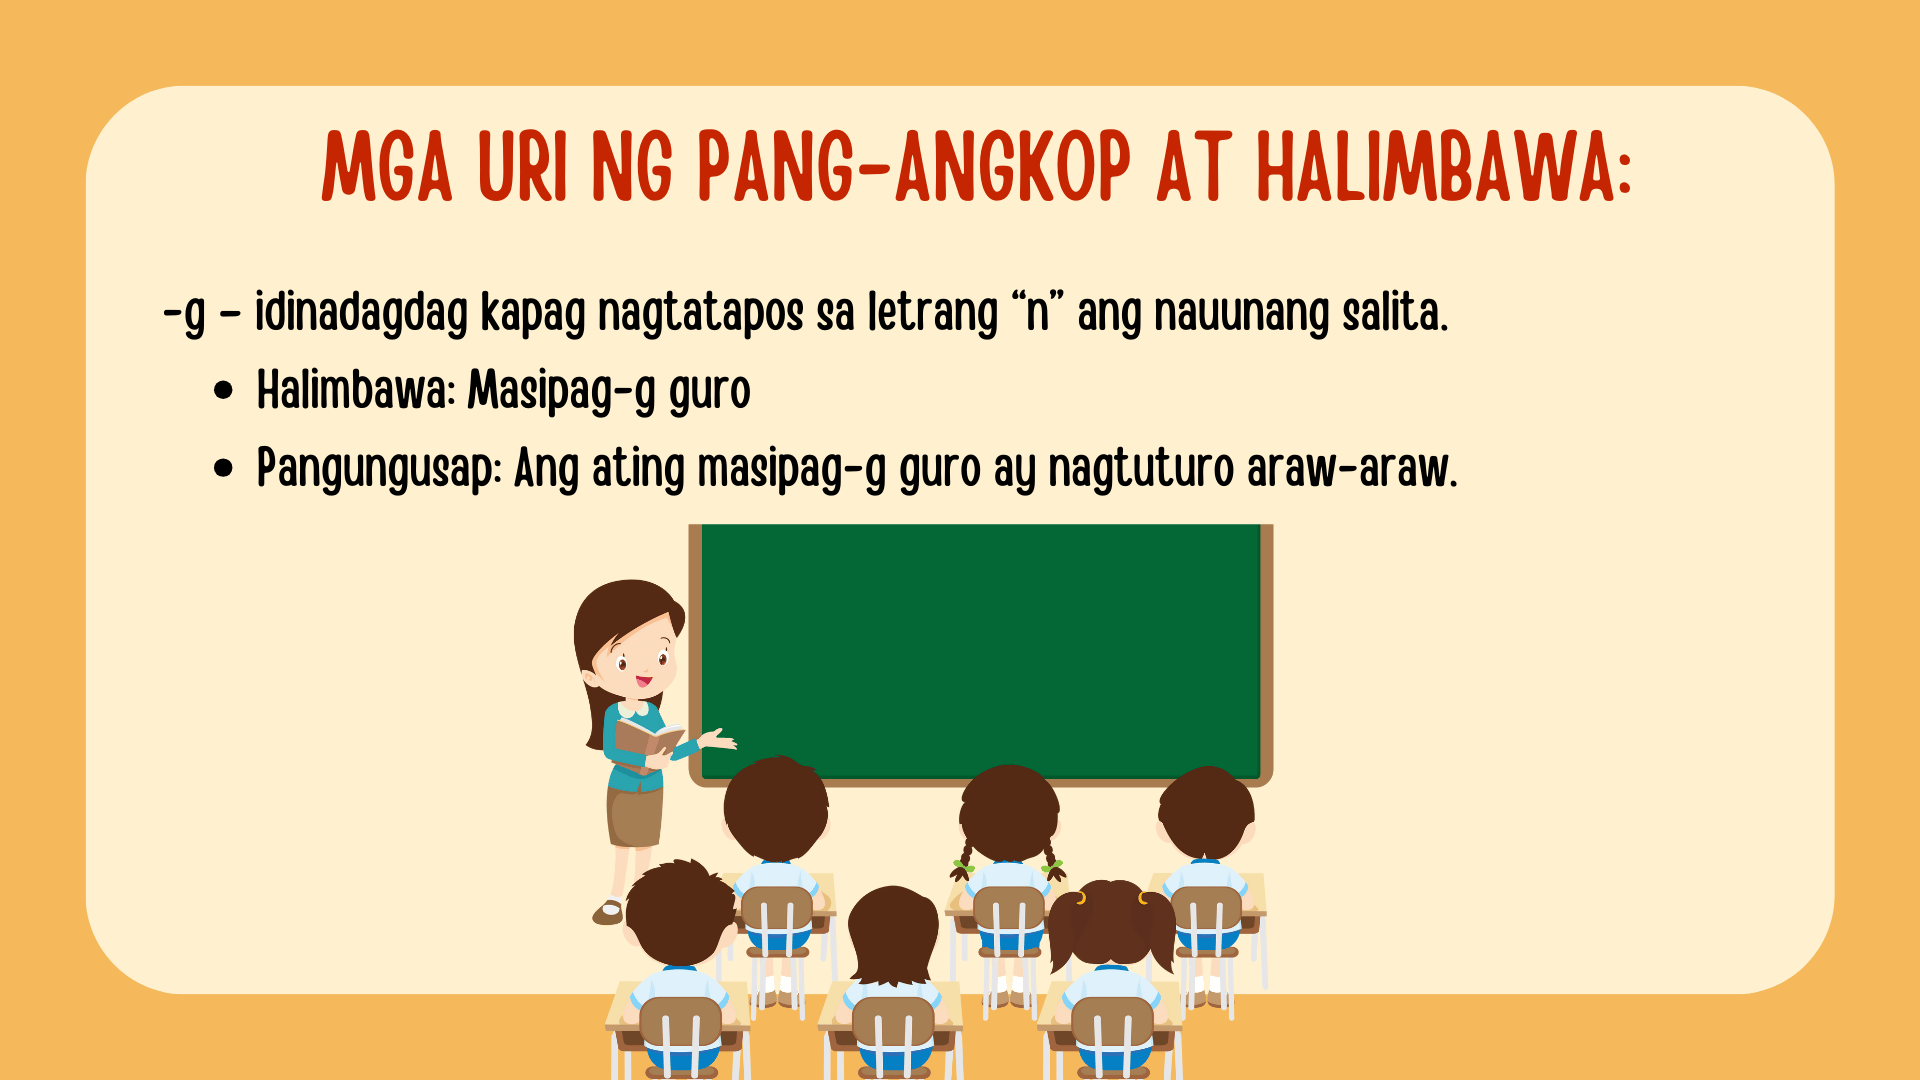 MGA URI NG PANG-ANGKOP AT HALIMBAWA:
-g – idinadagdag kapag nagtatapos sa letrang “n” ang nauunang salita.
• Halimbawa: Masipag-g guro
• Pangungusap: Ang ating masipag-g guro ay nagtuturo araw-araw.